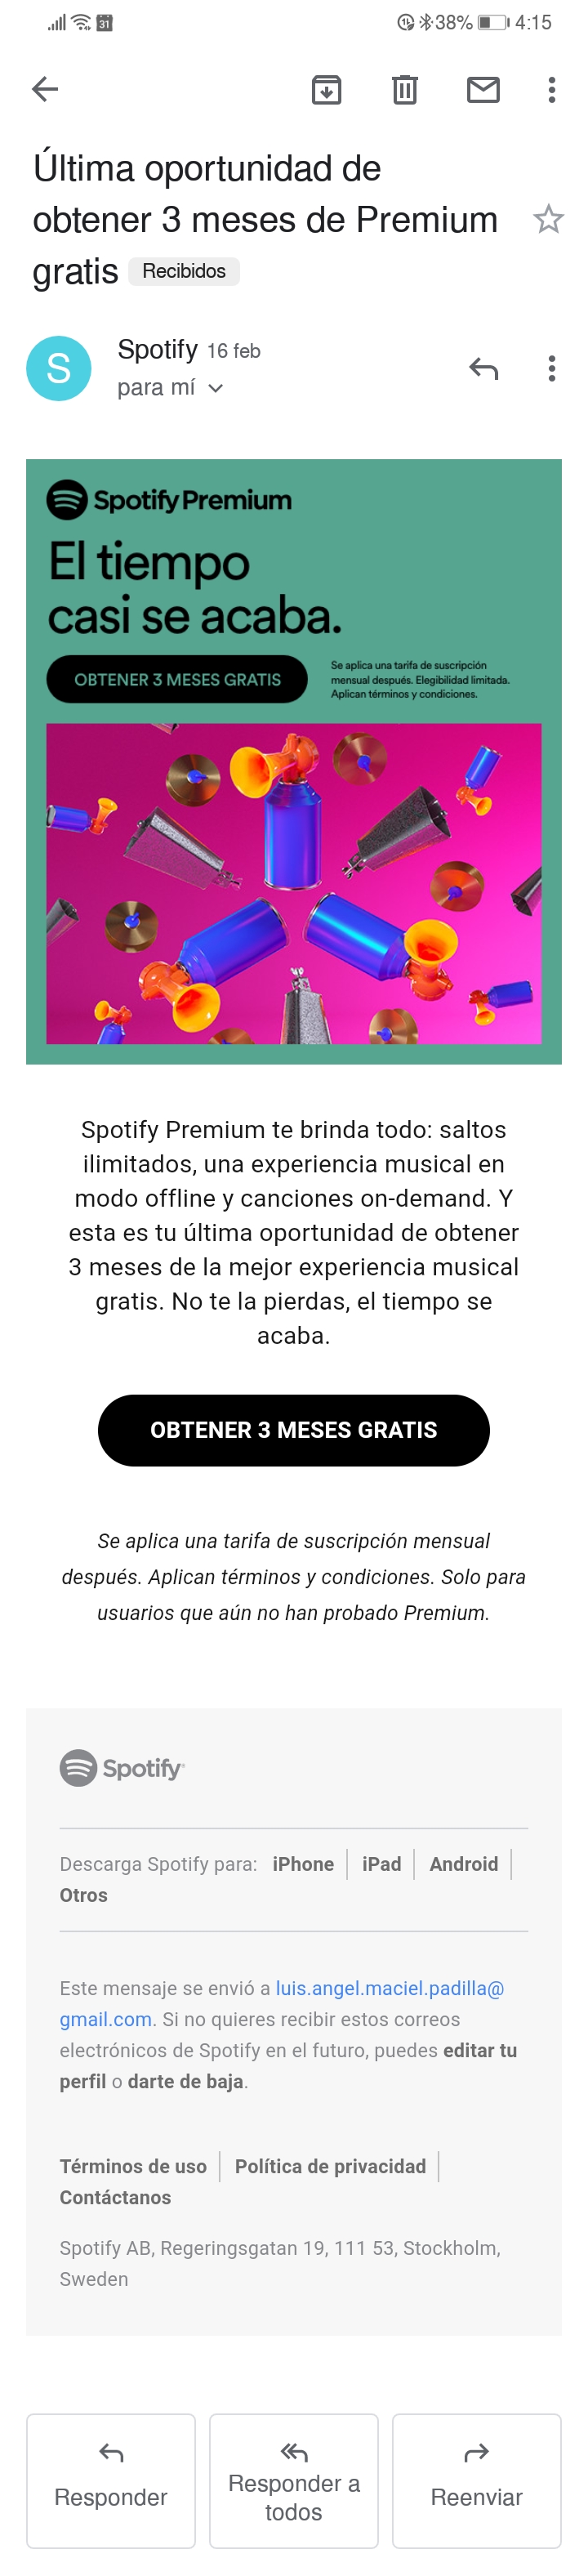 31
38%
4:15
Última oportunidad de
obtener 3 meses de Premium
gratis Recibidos
S
Spotify 16 feb
para mí
Spotify Premium
El tiempo
casi se acaba.
OBTENER 3 MESES GRATIS
Se aplica una tarifa de suscripción
mensual después. Elegibilidad limitada.
Aplican términos y condiciones.
Spotify Premium te brinda todo: saltos
ilimitados, una experiencia musical en
modo offline y canciones on-demand. Y
esta es tu última oportunidad de obtener
3 meses de la mejor experiencia musical
gratis. No te la pierdas, el tiempo se
acaba.
OBTENER 3 MESES GRATIS
Se aplica una tarifa de suscripción mensual
después. Aplican términos y condiciones. Solo para
usuarios que aún no han probado Premium.
Spotify
Descarga Spotify para: iPhone | iPad | Android |
Otros
Este mensaje se envió a luis.angel.maciel.padilla@
gmail.com. Si no quieres recibir estos correos
electrónicos de Spotify en el futuro, puedes editar tu
perfil o darte de baja.
Términos de uso | Política de privacidad |
Contáctanos
Spotify AB, Regeringsgatan 19, 111 53, Stockholm,
Sweden
Responder
Responder a
todos
Reenviar